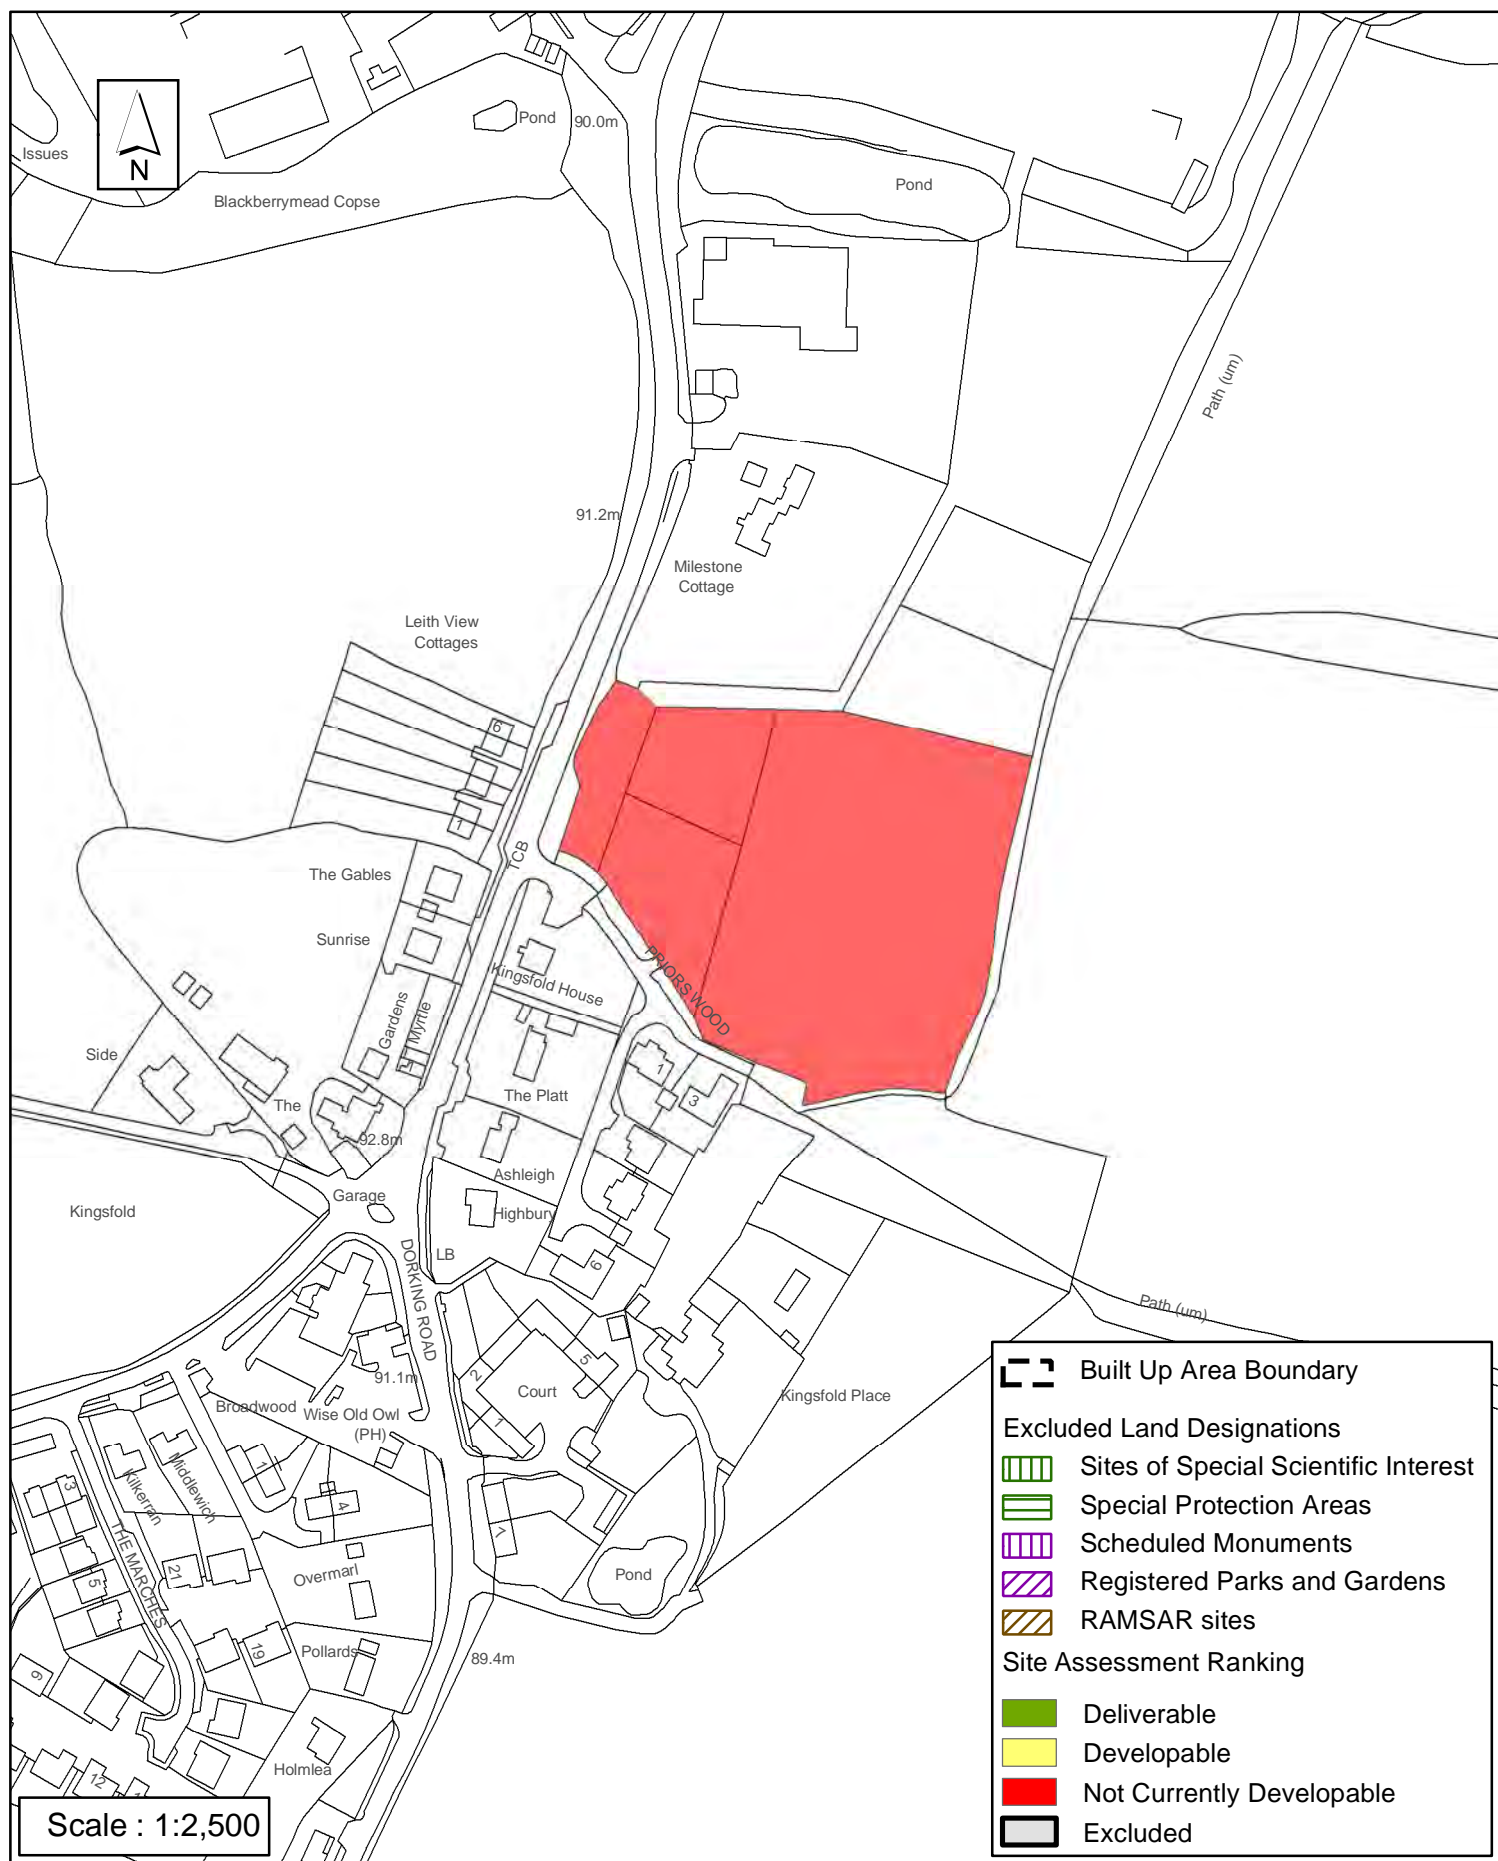 N
Issues
Pond
90.0m
Blackberrymead Copse
Pond
Path (um)
91.2m
Milestone
Cottage
Leith View
Cottages
6
1
TCB
The Gables
Sunrise
Kingsfold House
PRIORS WOOD
Gardens
Myrtle
Side
The
The Platt
1
3
92.8m
Ashleigh
Garage
Highbury
Kingsfold
LB
6
DORKING ROAD
Path (um)
91.1m
2
5
Court
1
Kingsfold Place
Broadwood
Wise Old Owl
(PH)
Kilkerran
Middlewich
1
4
3
THE MARCHES
5
21
Overmarl
7
Pond
19
Pollards
9
89.4m
Holmlea
12
Scale : 1:2,500
Built Up Area Boundary
Excluded Land Designations
Sites of Special Scientific Interest
Special Protection Areas
Scheduled Monuments
Registered Parks and Gardens
RAMSAR sites
Site Assessment Ranking
Deliverable
Developable
Not Currently Developable
Excluded